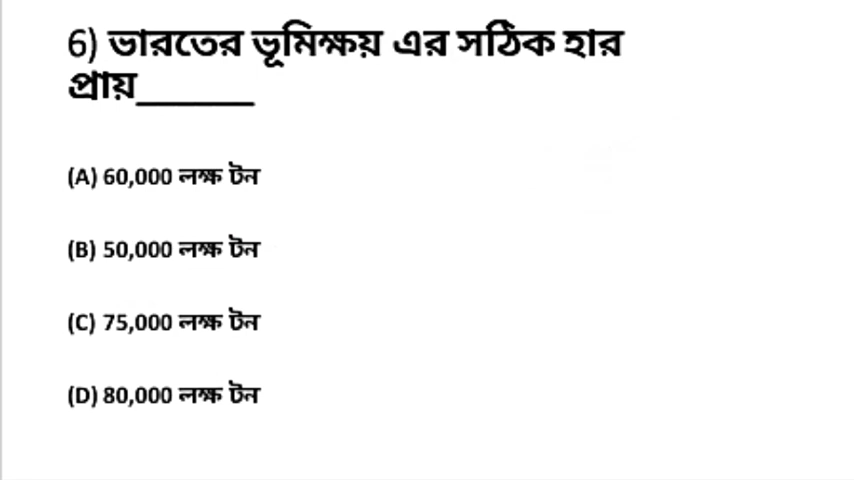 6) ভারতের ভূমিক্ষয় এর সঠিক হার
প্রায়_______
(A) 60,000 লক্ষ টন
(B) 50,000 লক্ষ টন
(C) 75,000 লক্ষ টন
(D) 80,000 লক্ষ টন